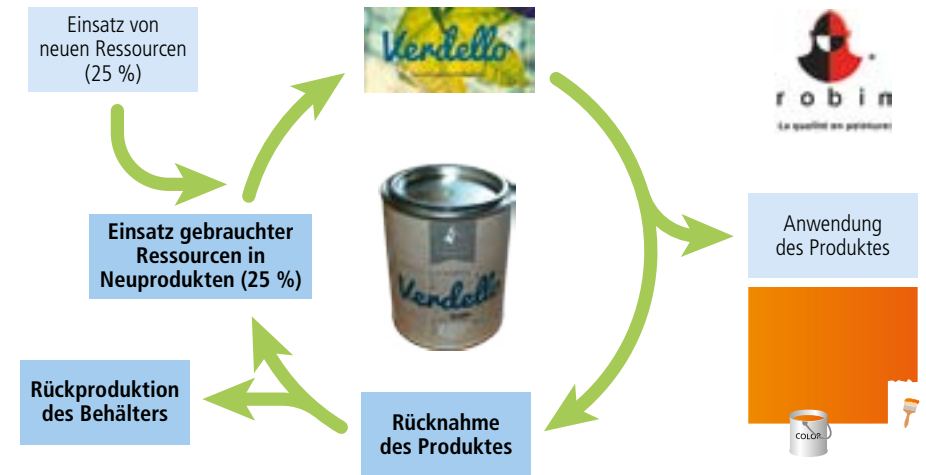 Einsatz von
neuen Ressourcen
(25 %)
Verdello
robin
La qualité en peintures
Einsatz gebrauchter
Ressourcen in
Neuprodukten (25 %)
Verdello
Anwendung
des Produktes
Rückproduktion
des Behälters
Rücknahme
des Produktes
COLOR